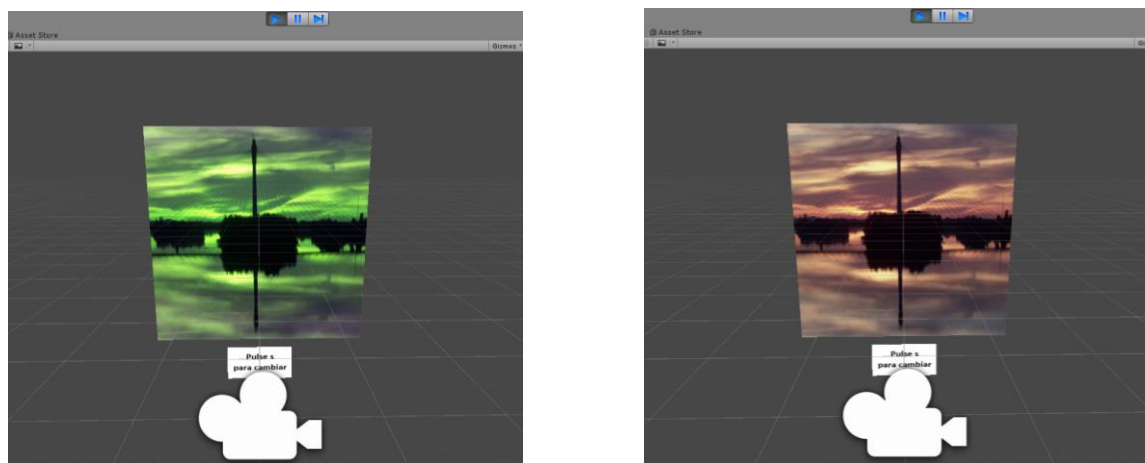 Asset Store
Gizmos
Pulse s
para cambiar
Asset Store
Pulse s
para cambiar